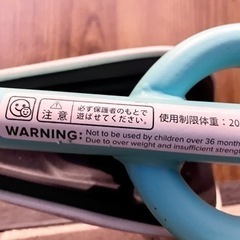 注意
必ず保護者のもとで
遊ばせてください。
使用制限体重：20
WARNING: Not to be used by children over 36 month
Due to over weight and insufficient strengt